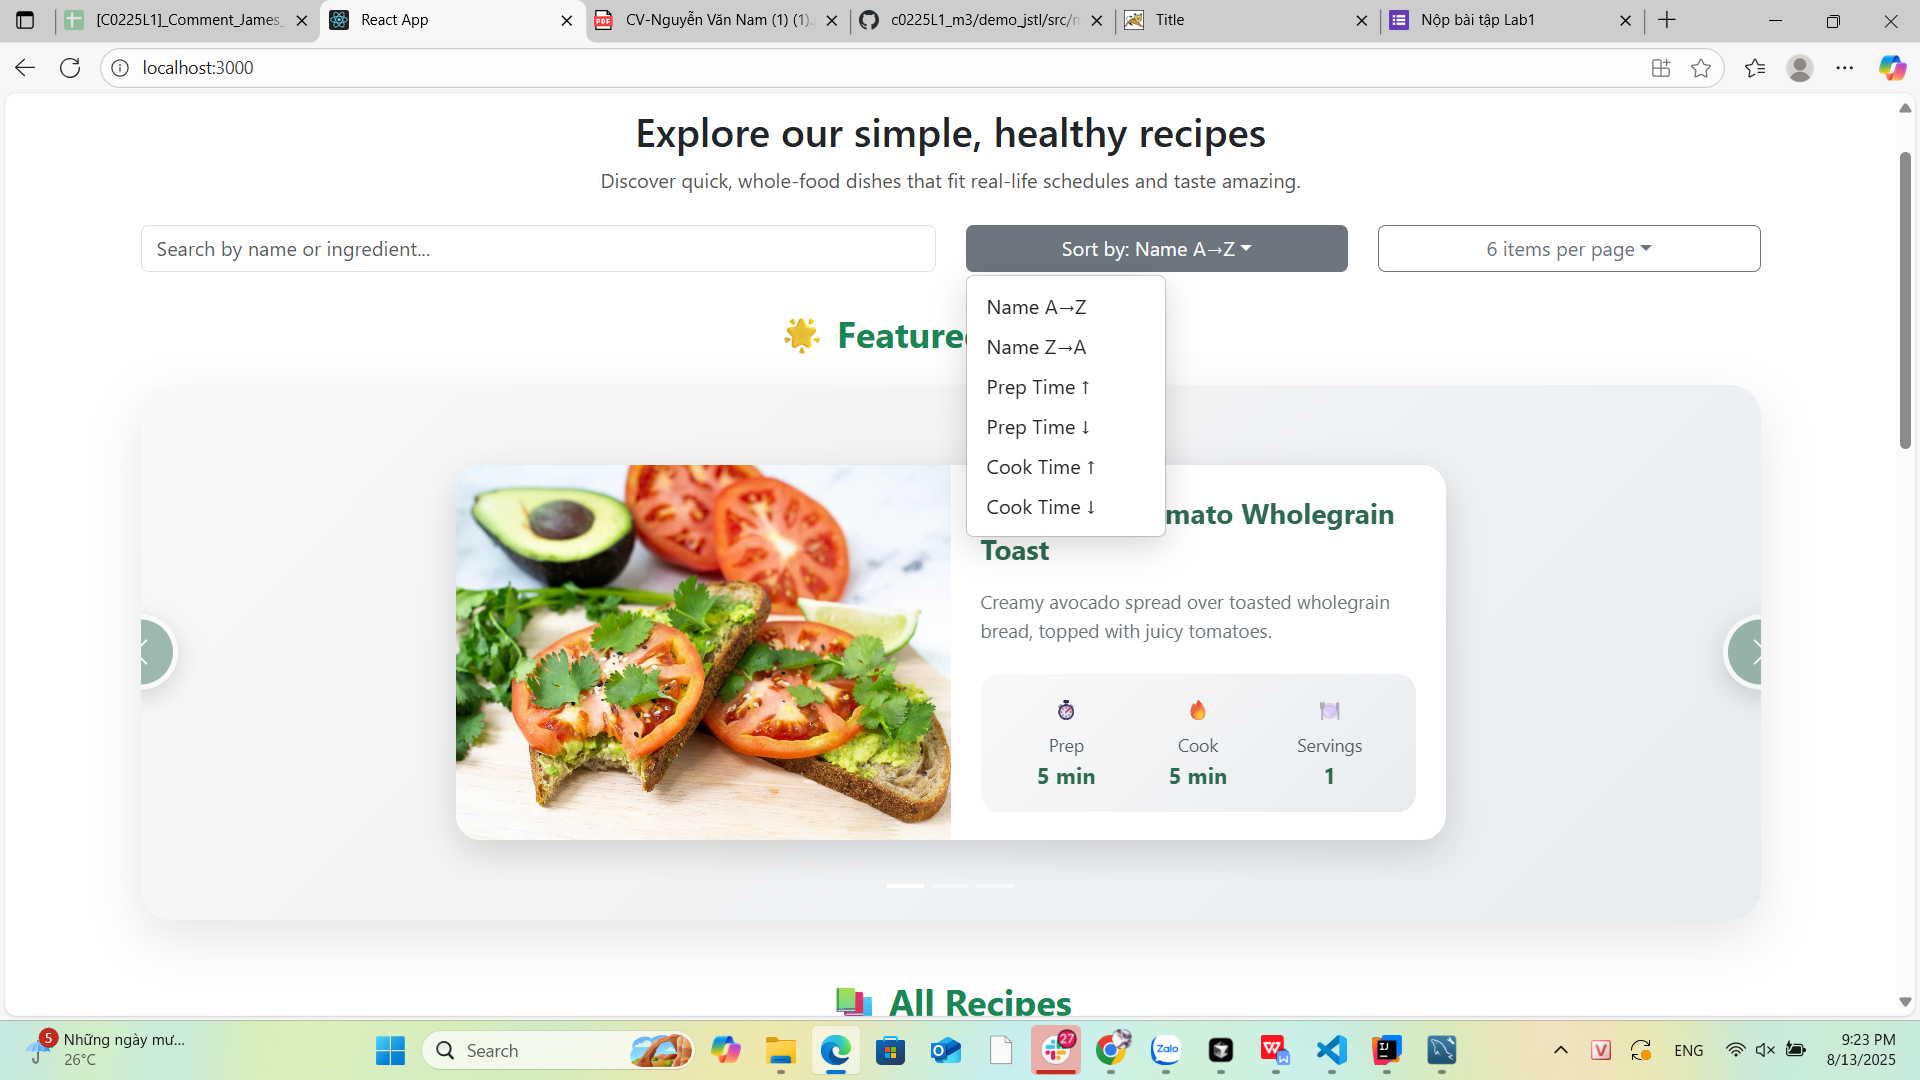 [C0225L1]_Comment_James_
React App
CV-Nguyễn Văn Nam (1) (1).
c0225L1_m3/demo_jstl/src/m
Title
Nộp bài tập Lab1
localhost:3000
Explore our simple, healthy recipes
Discover quick, whole-food dishes that fit real-life schedules and taste amazing.
Search by name or ingredient...
Sort by: Name A→Z
6 items per page
Name A→Z
Name Z→A
Prep Time ↑
Prep Time ↓
Cook Time ↑
Cook Time ↓
🌟 Feature
mato Wholegrain
Toast
Creamy avocado spread over toasted wholegrain
bread, topped with juicy tomatoes.
Prep
5 min
Cook
5 min
Servings
1
All Recipes
5
Những ngày mư...
26°C
Search
27
Zalo
ENG
9:23 PM
8/13/2025